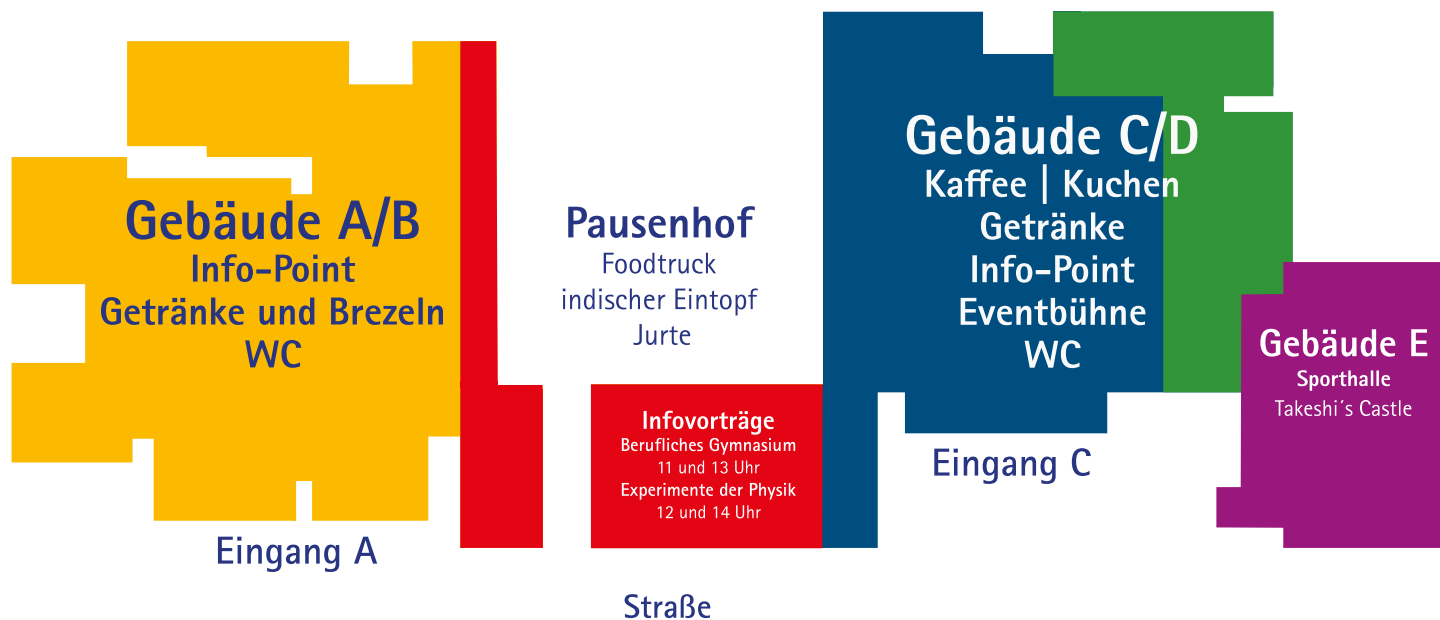 Gebäude A/B
Info-Point
Getränke und Brezeln
WC
Eingang A
Pausenhof
Foodtruck
indischer Eintopf
Jurte
Infovorträge
Berufliches Gymnasium
11 und 13 Uhr
Experimente der Physik
12 und 14 Uhr
Straße
Gebäude C/D
Kaffee | Kuchen
Getränke
Info-Point
Eventbühne
WC
Eingang C
Gebäude E
Sporthalle
Takeshi´s Castle